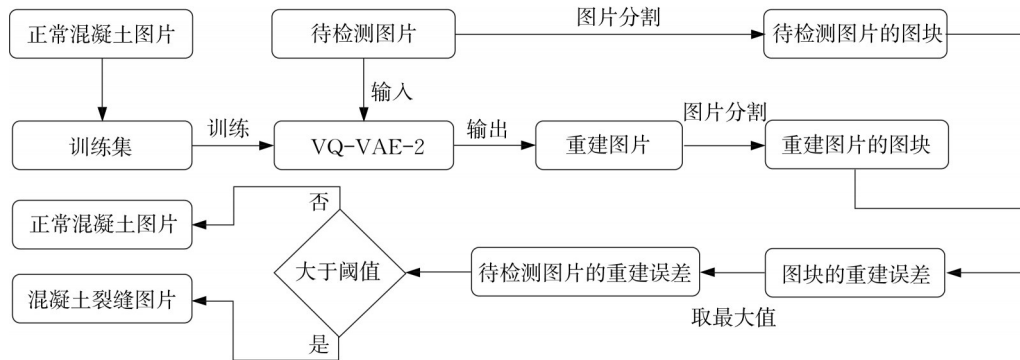 正常混凝土图片
待检测图片
图片分割
待检测图片的图块
输入
训练集
训练
VQ-VAE-2
输出
重建图片
图片分割
重建图片的图块
否
正常混凝土图片
大于阈值
待检测图片的重建误差
图块的重建误差
取最大值
混凝土裂缝图片
是